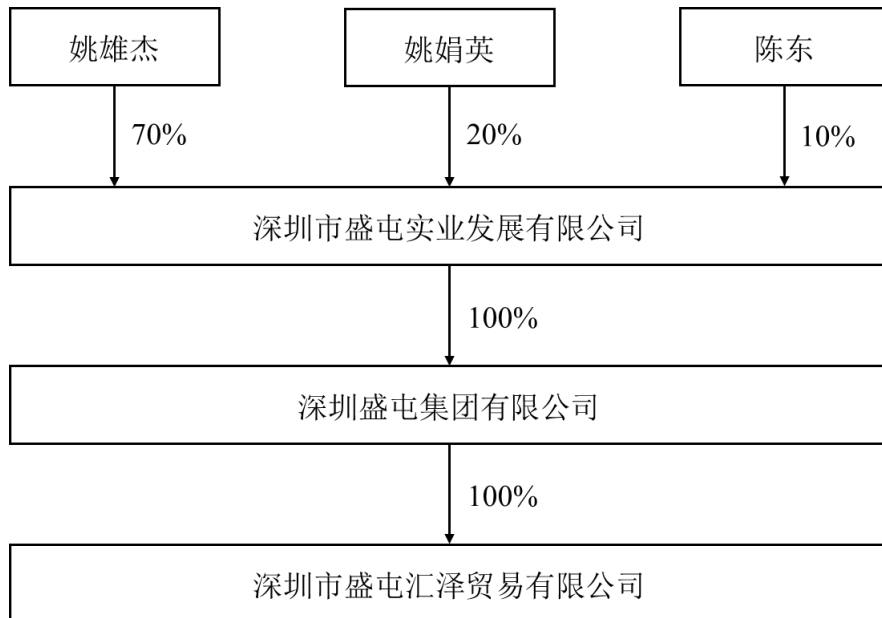 姚雄杰
姚娟英
陈东
70%
20%
10%
深圳市盛屯实业发展有限公司
100%
深圳盛屯集团有限公司
100%
深圳市盛屯汇泽贸易有限公司